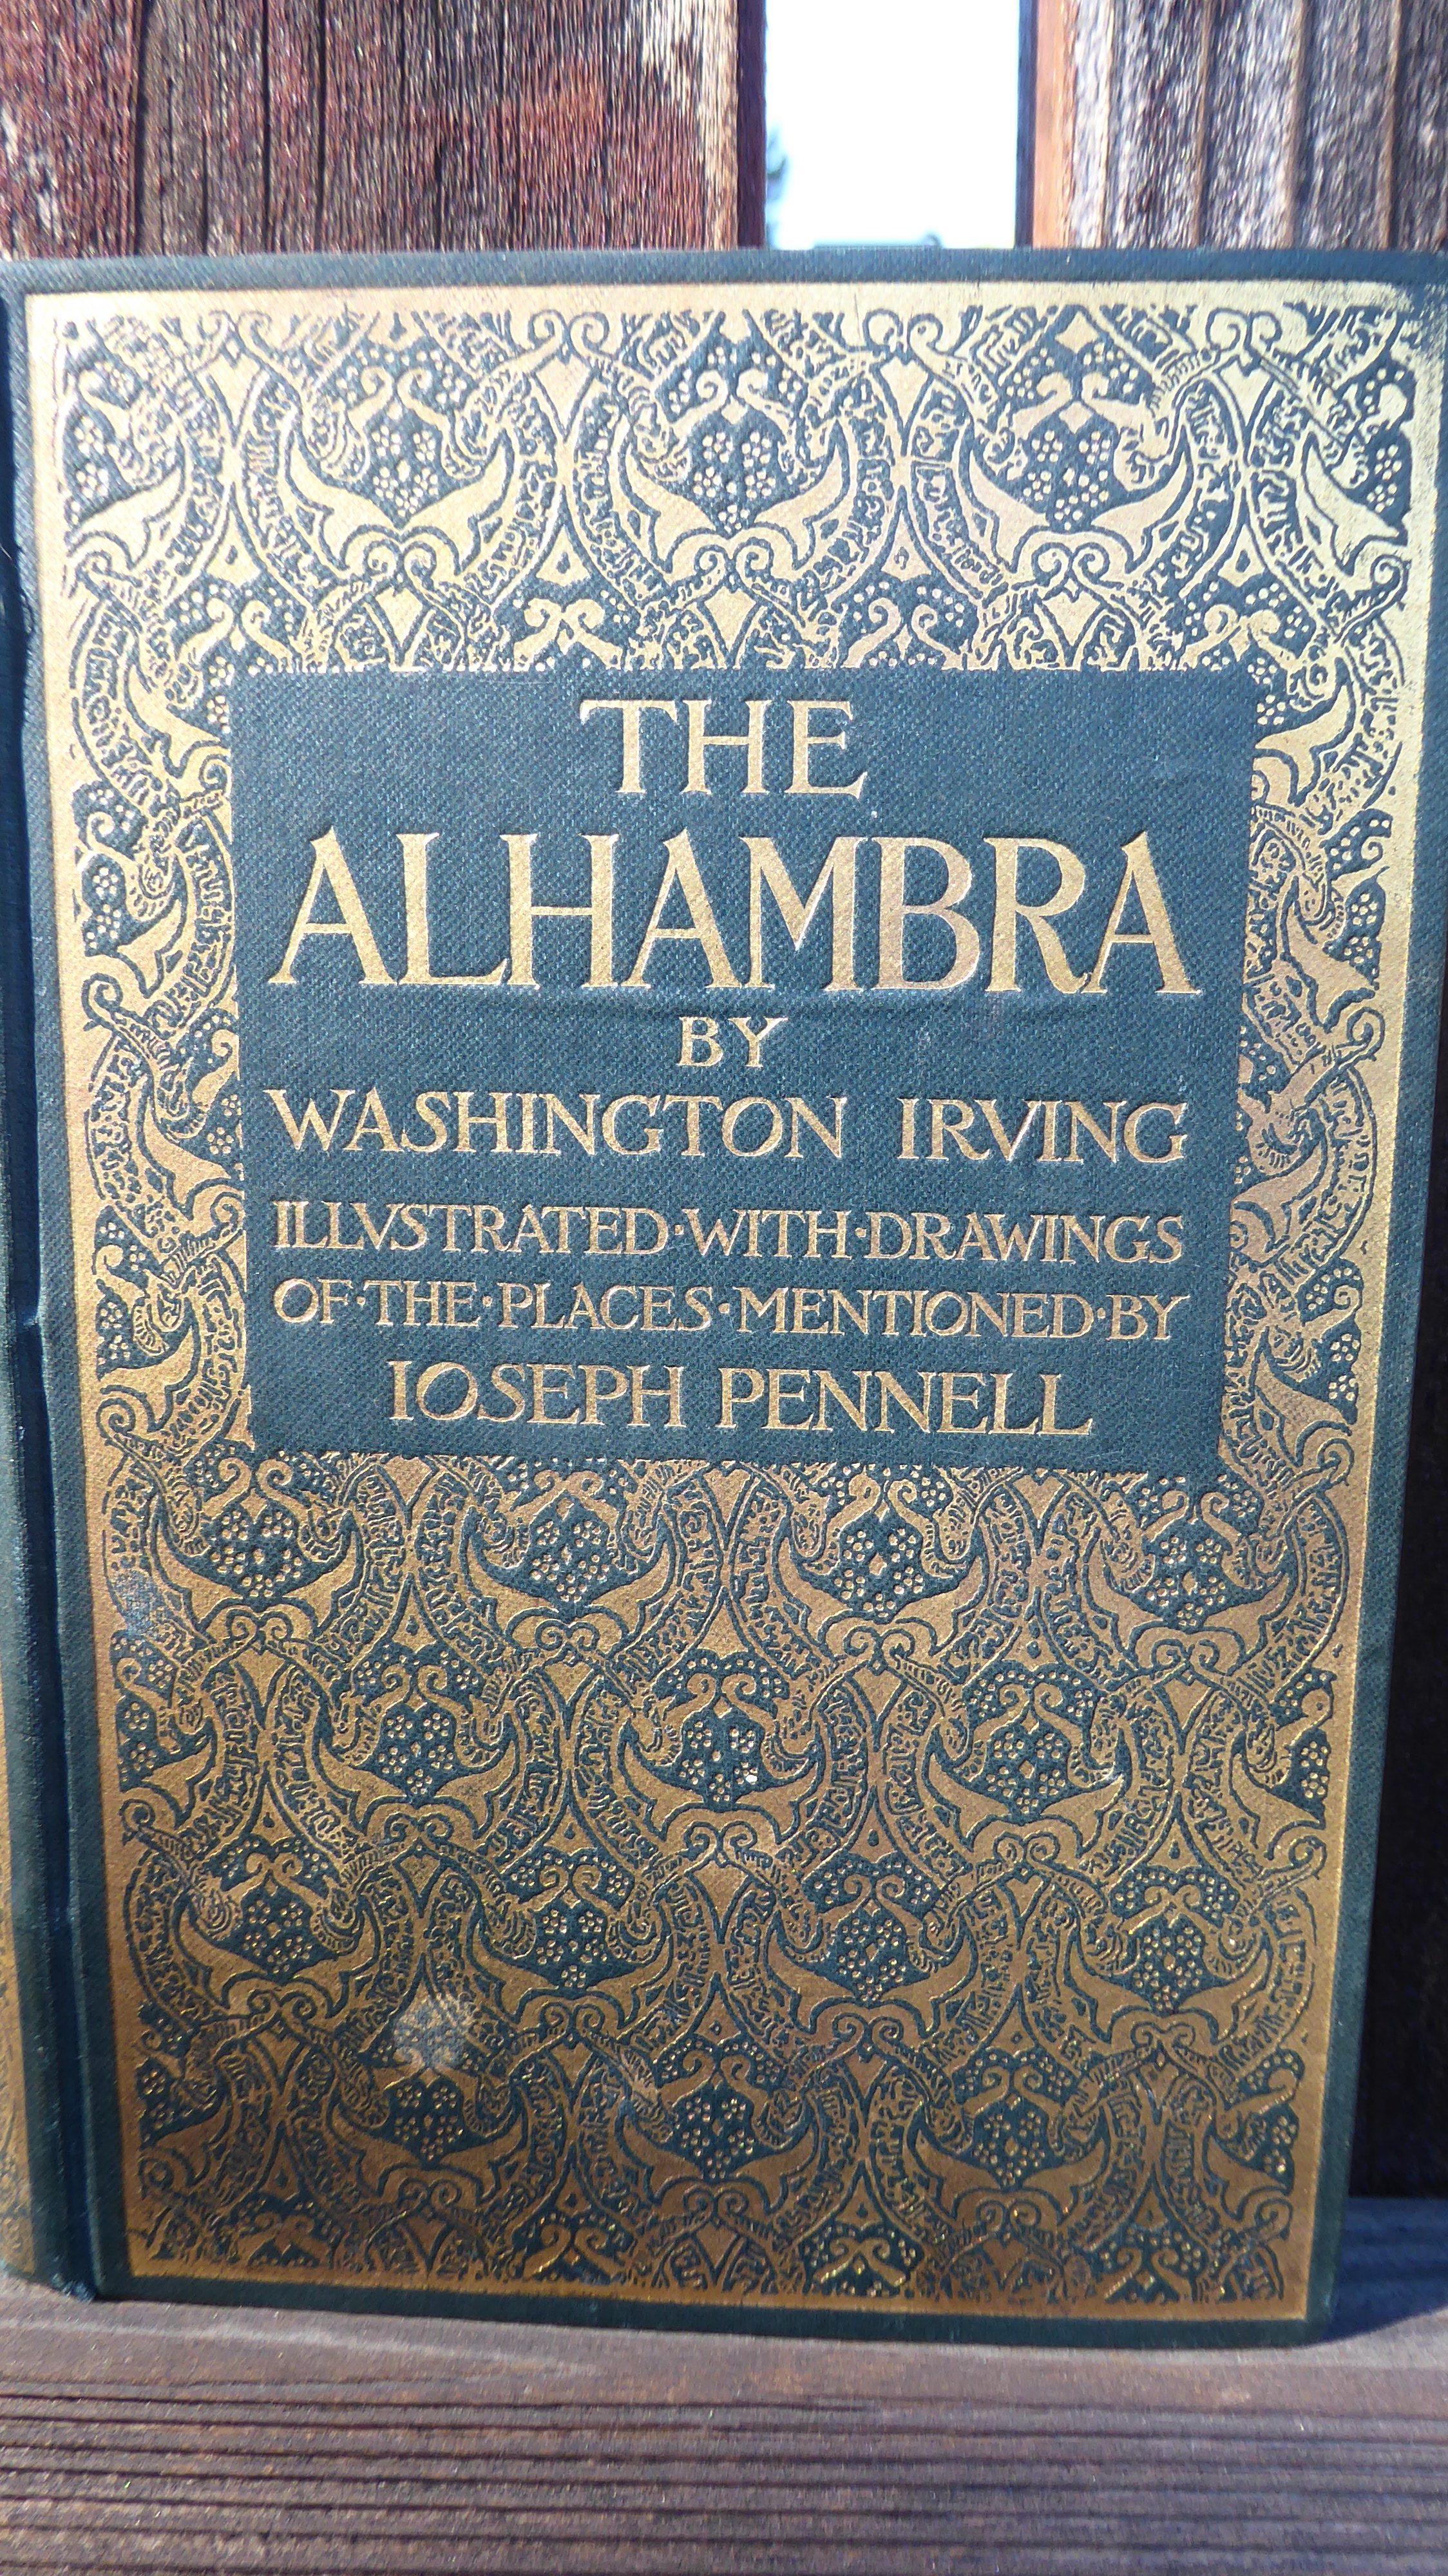 THE
ALHAMBRA
BY
WASHINGTON IRVING
ILLVSTRATED·WITH·DRAWINGS
OF·THE·PLACES·MENTIONED·BY
IOSEPH PENNELL